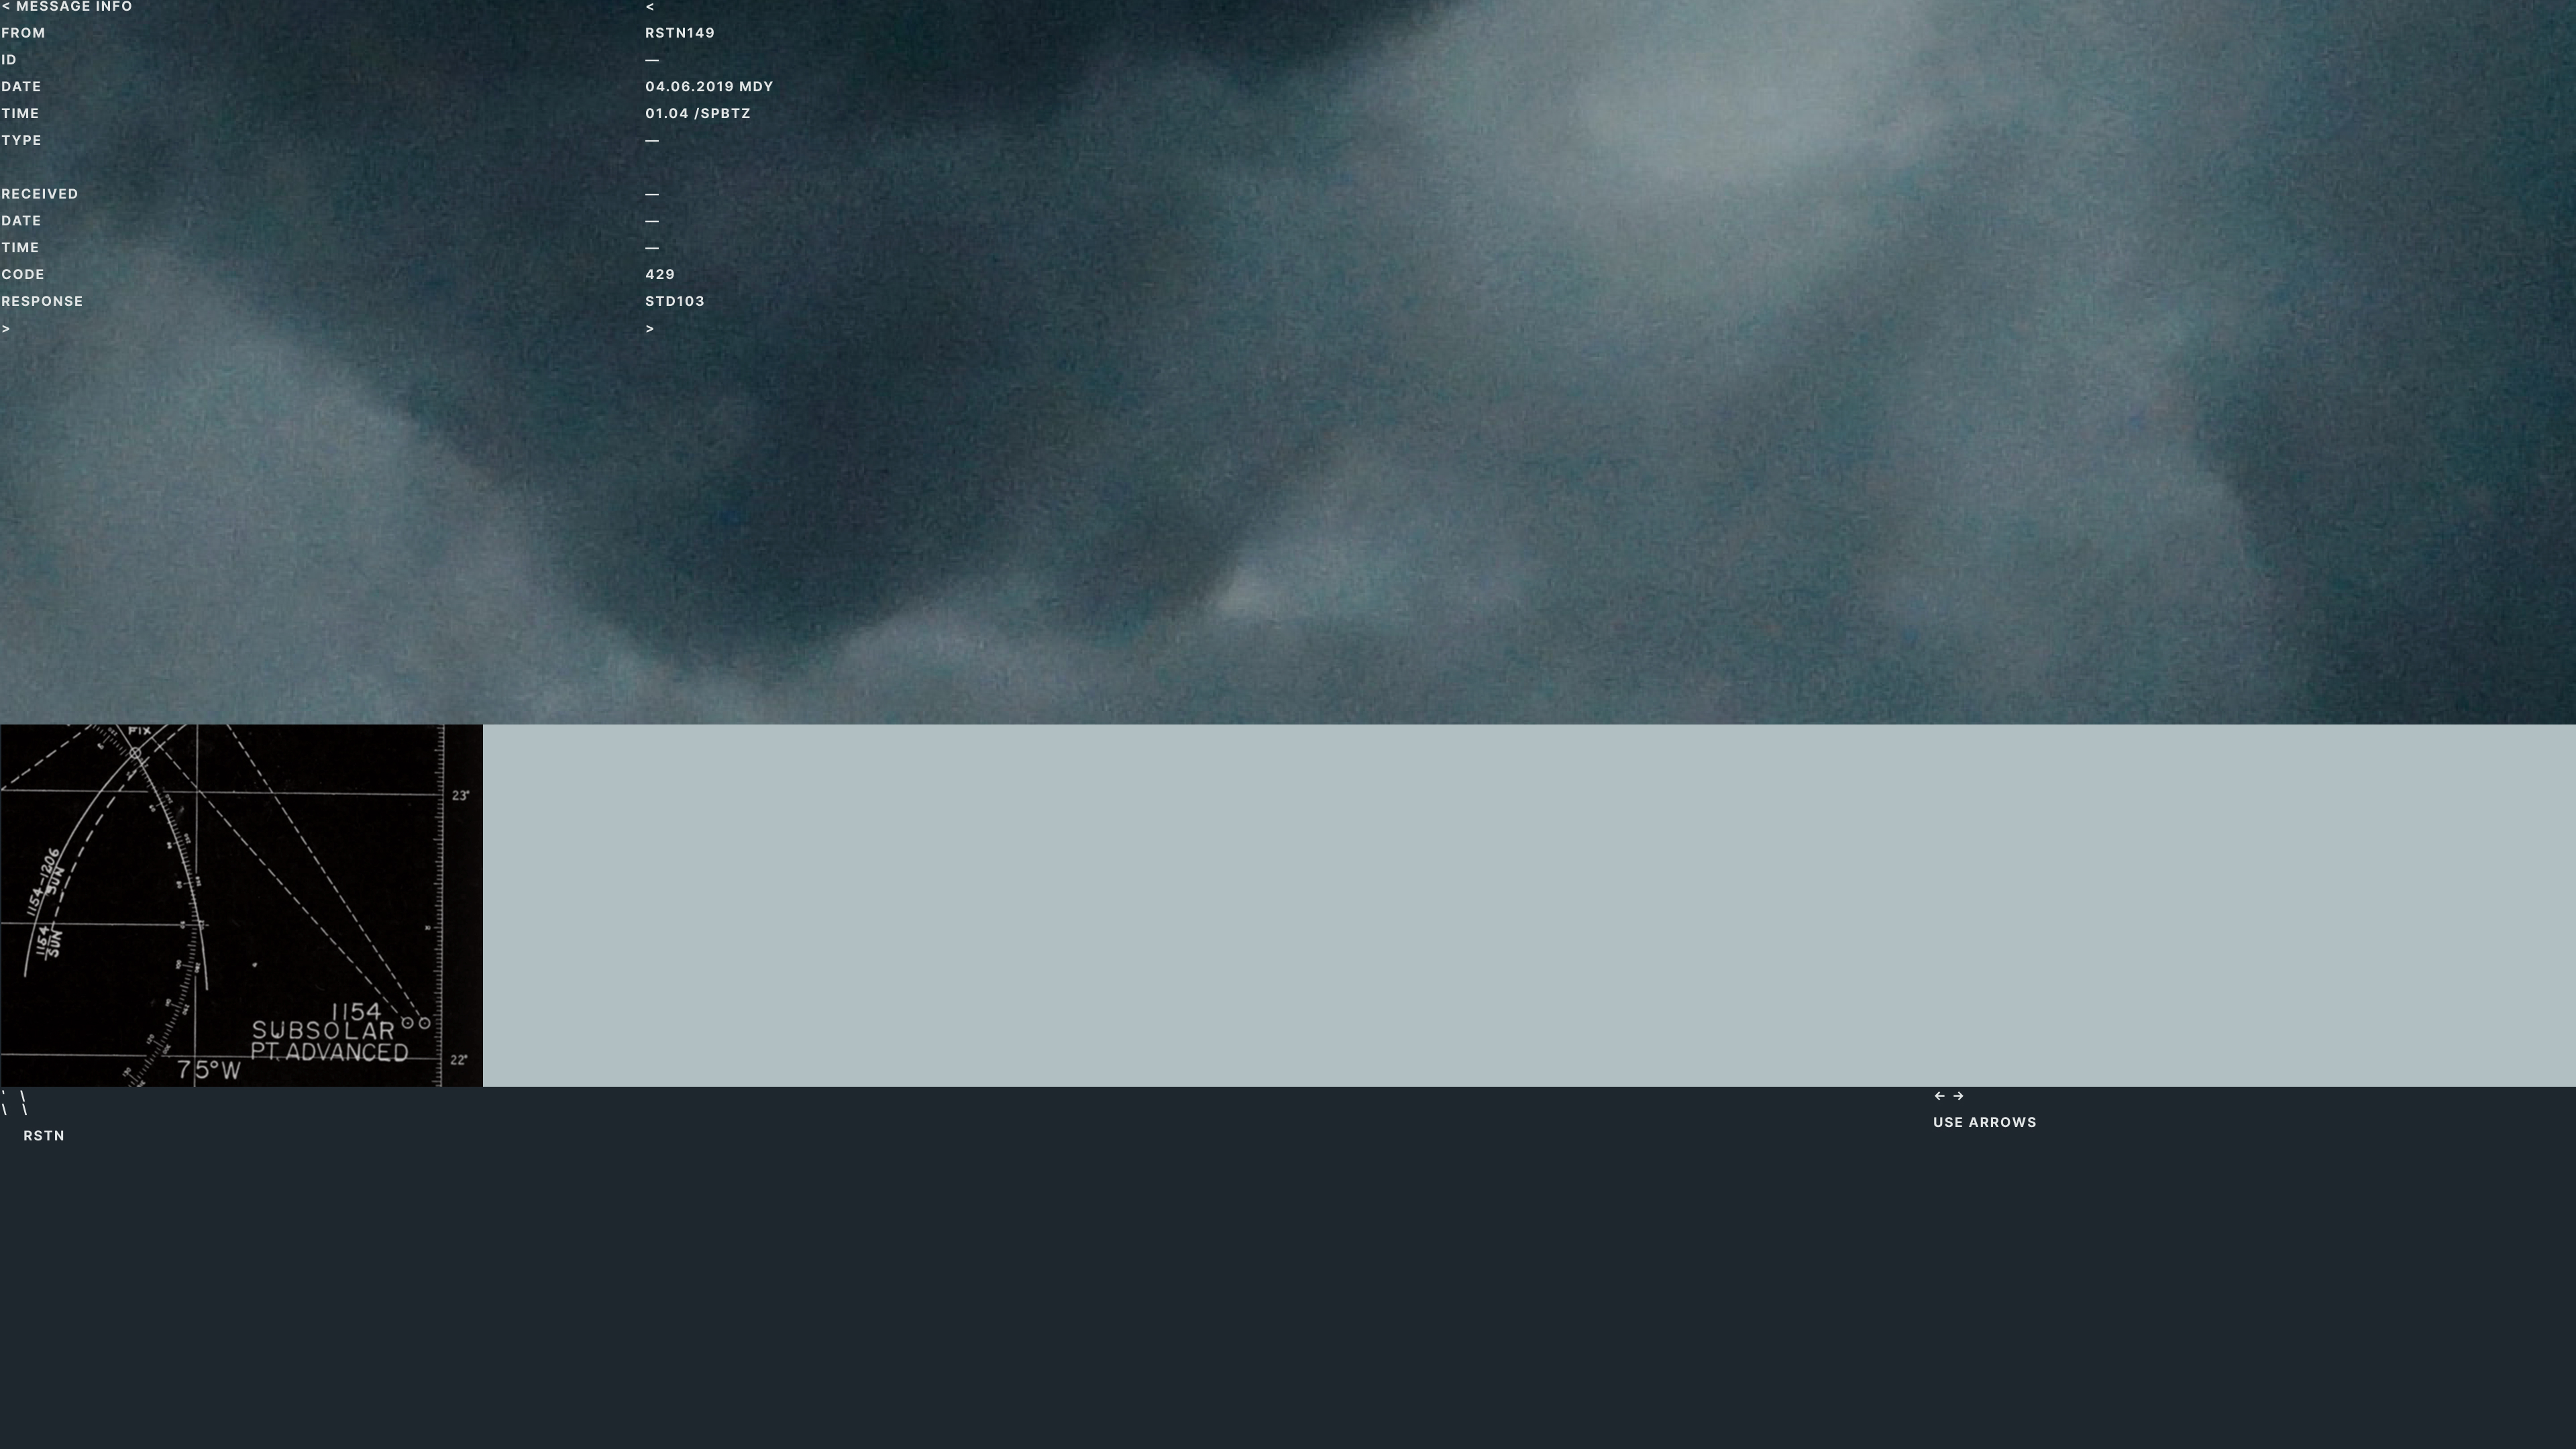 < MESSAGE INFO <
FROM RSTN149
ID —
DATE 04.06.2019 MDY
TIME 01.04 /SPBTZ
TYPE —
RECEIVED —
DATE —
TIME —
CODE 429
RESPONSE STD103
> >
FIX
23°
1154-1206
SUN
1154
SUN
1154
SUBSOLAR
PT. ADVANCED
22°
75°W
\ \
\ \
RSTN
← →
USE ARROWS